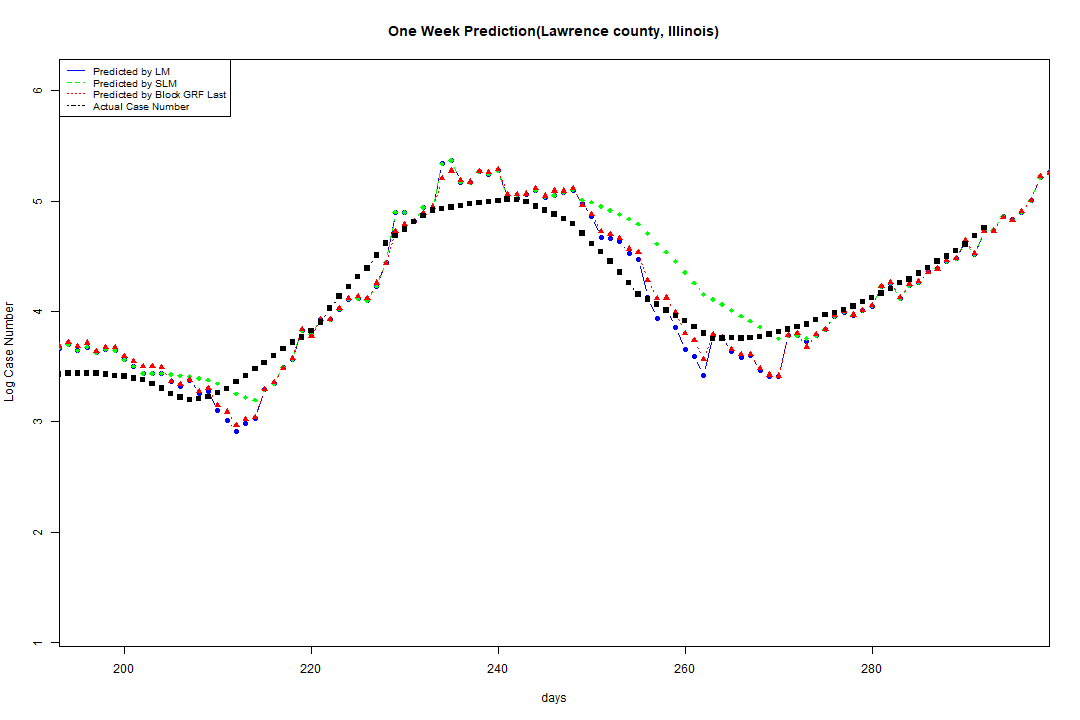 One Week Prediction(Lawrence county, Illinois)
Predicted by LM
Predicted by SLM
Predicted by Block GRF Last
Actual Case Number
6
5
4
3
2
1
Log Case Number
200 220 240 260 280
days